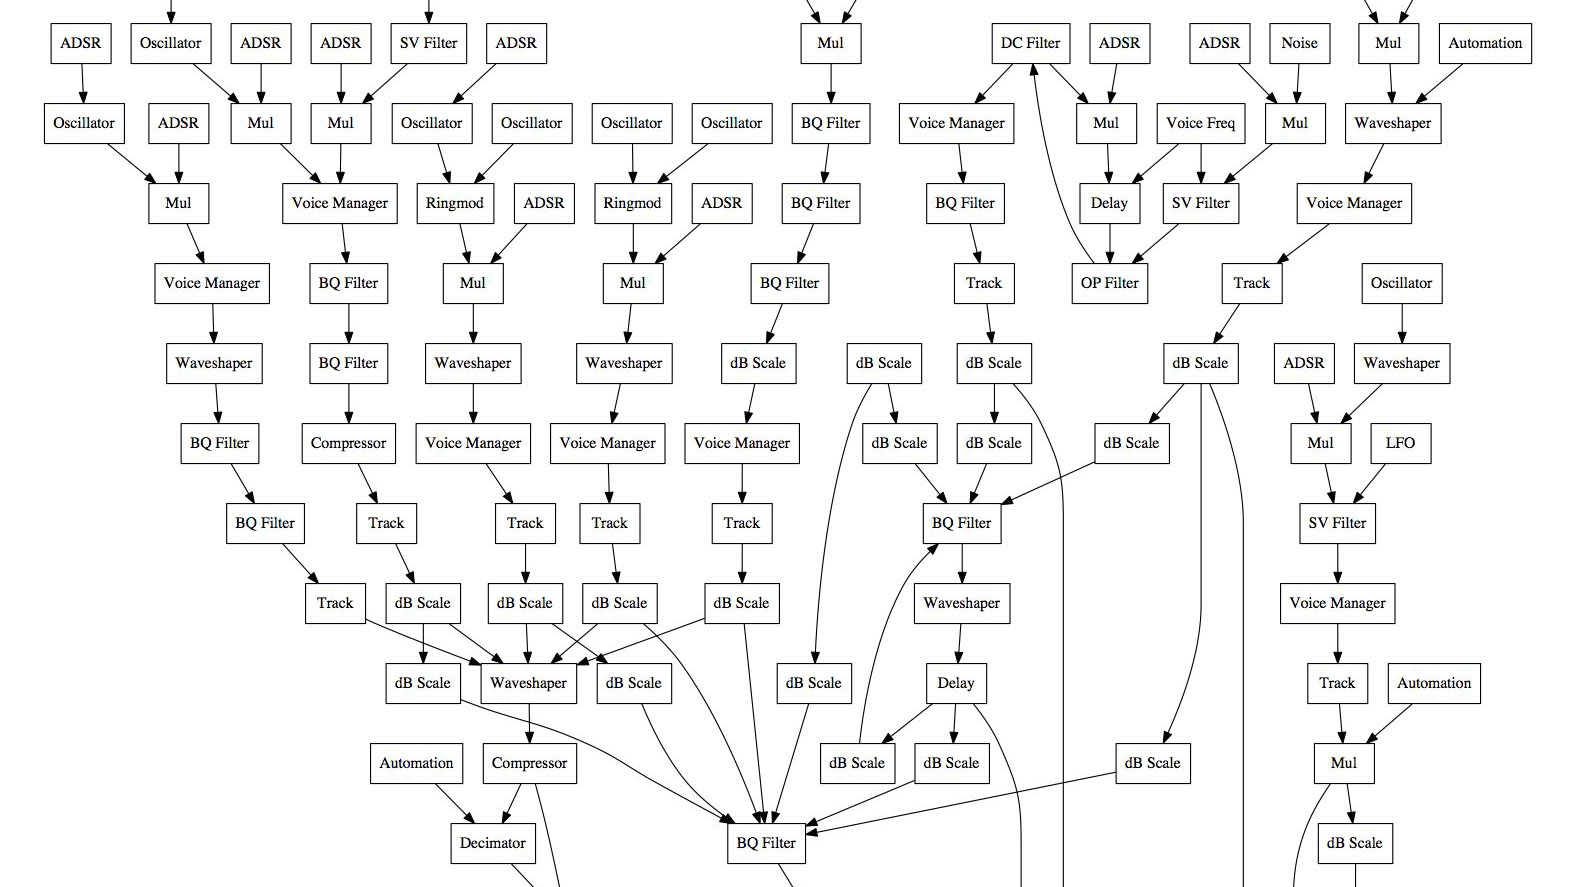 ADSR
Oscillator
ADSR
ADSR
SV Filter
ADSR
Mul
DC Filter
ADSR
ADSR
Noise
Mul
Automation
Oscillator
ADSR
Mul
Mul
Oscillator
Oscillator
Oscillator
Oscillator
BQ Filter
Voice Manager
Mul
Voice Freq
Mul
Waveshaper
Mul
Voice Manager
Ringmod
ADSR
Ringmod
ADSR
BQ Filter
BQ Filter
Delay
SV Filter
Voice Manager
Voice Manager
BQ Filter
Mul
Mul
BQ Filter
Track
OP Filter
Track
Oscillator
Waveshaper
BQ Filter
Waveshaper
Waveshaper
dB Scale
dB Scale
dB Scale
dB Scale
ADSR
Waveshaper
BQ Filter
Compressor
Voice Manager
Voice Manager
Voice Manager
dB Scale
dB Scale
dB Scale
Mul
LFO
BQ Filter
Track
Track
Track
Track
BQ Filter
SV Filter
Track
dB Scale
dB Scale
dB Scale
dB Scale
Waveshaper
Voice Manager
dB Scale
Waveshaper
dB Scale
dB Scale
Delay
Track
Automation
Automation
Compressor
dB Scale
dB Scale
dB Scale
Mul
Decimator
BQ Filter
dB Scale